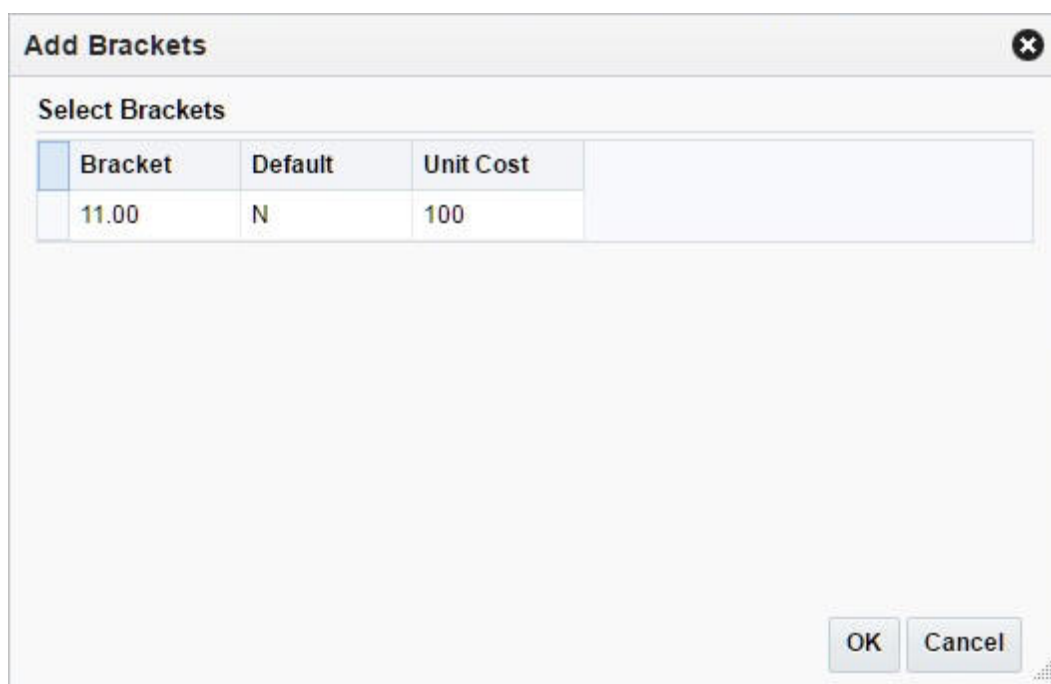 Add Brackets
Select Brackets
Bracket Default Unit Cost
11.00 N 100
OK Cancel